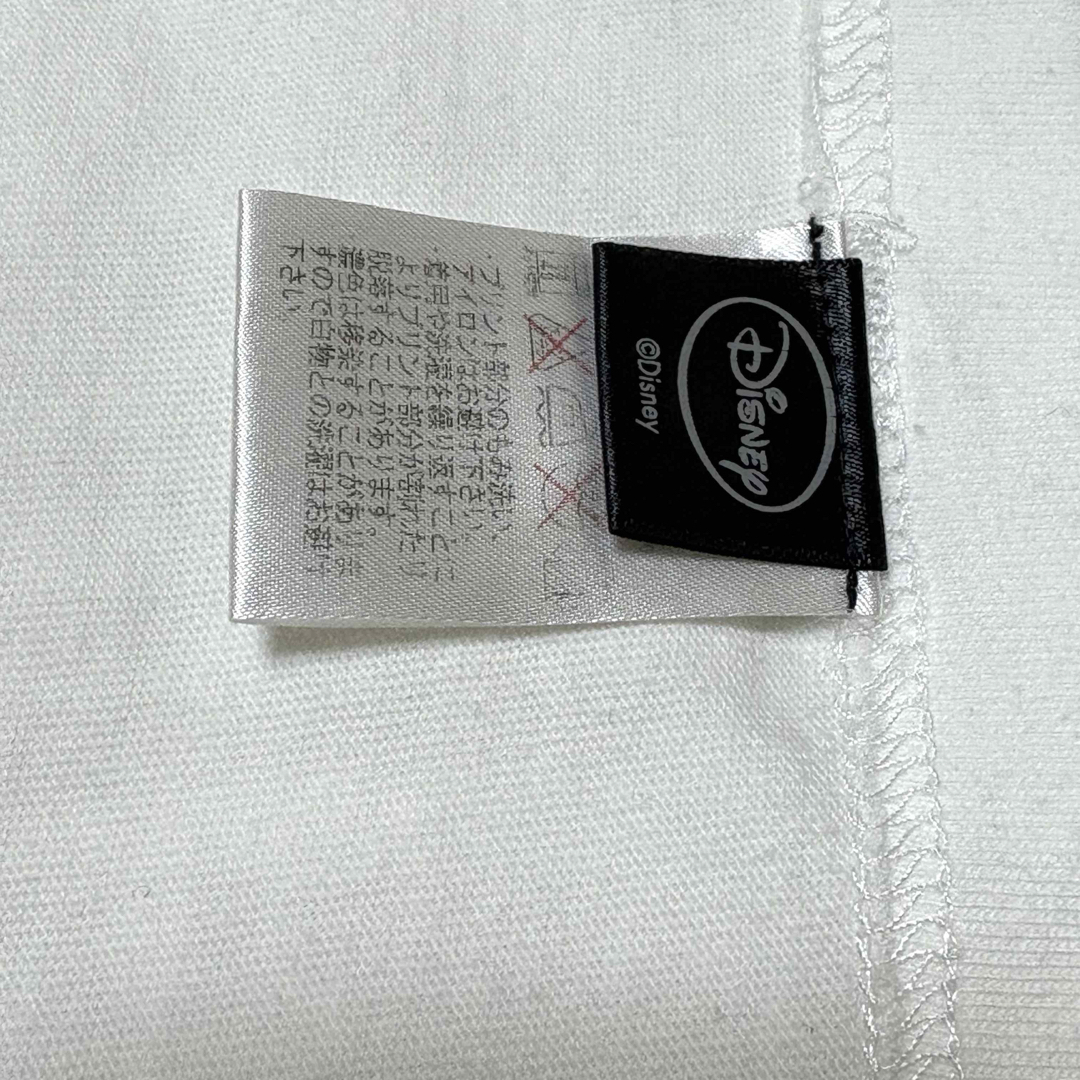 Disney
©Disney
・プリント部分のもみ洗い、
アイロンはお避け下さい。
・着用や洗濯を繰り返すことに
よりプリント部分が割れたり
脱落することがあります。
濃色は移染することがありま
すので白物との洗濯はお避け
下さい